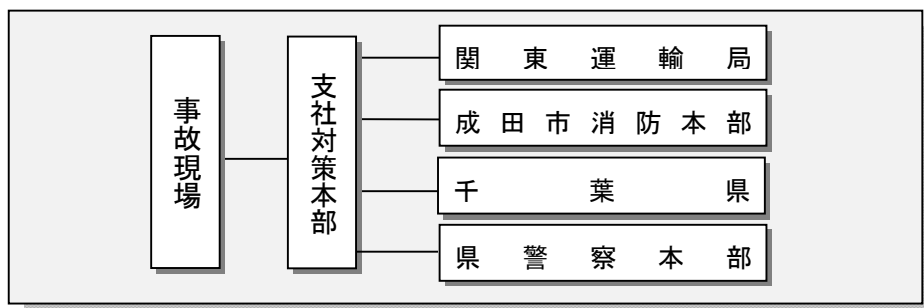 事故現場
支社対策本部
関東運輸局
成田市消防本部
千葉県
県警察本部